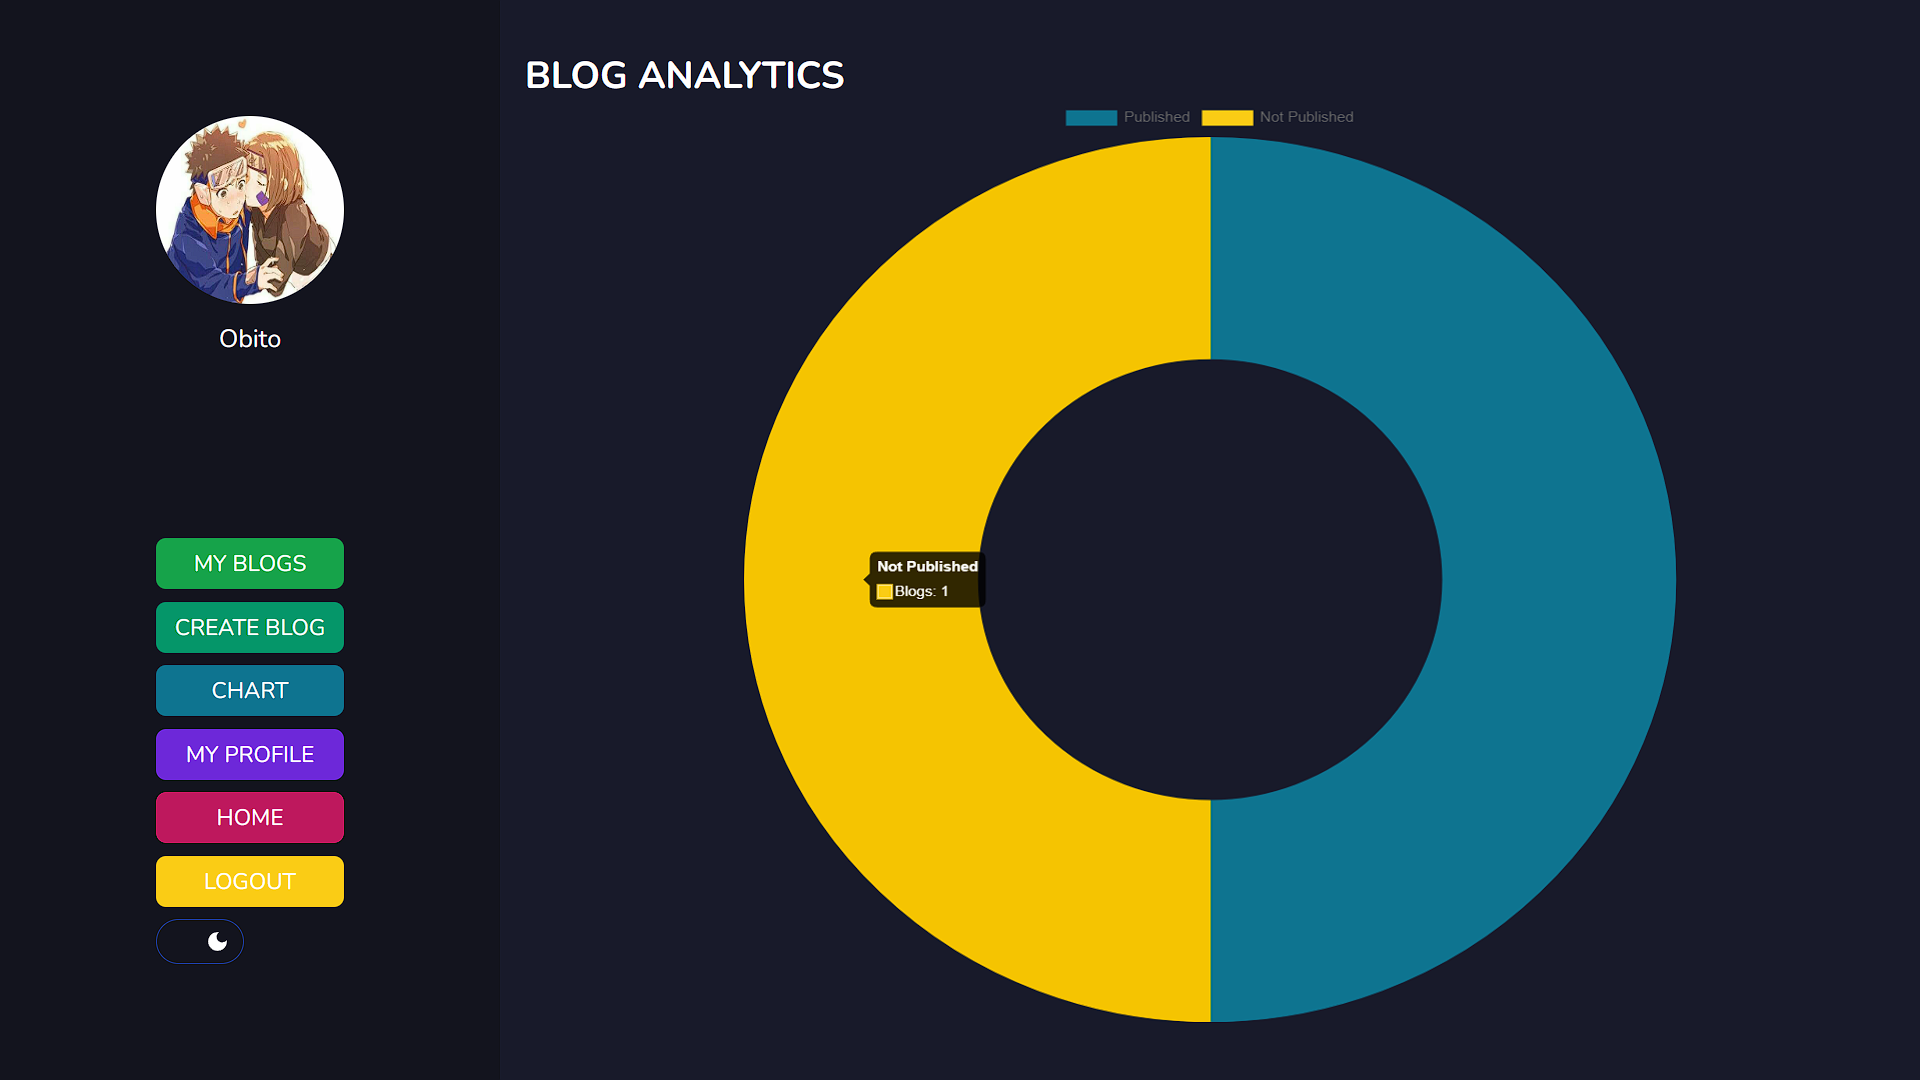 BLOG ANALYTICS
Published
Not Published
Obito
Not Published
Blogs: 1
MY BLOGS
CREATE BLOG
CHART
MY PROFILE
HOME
LOGOUT